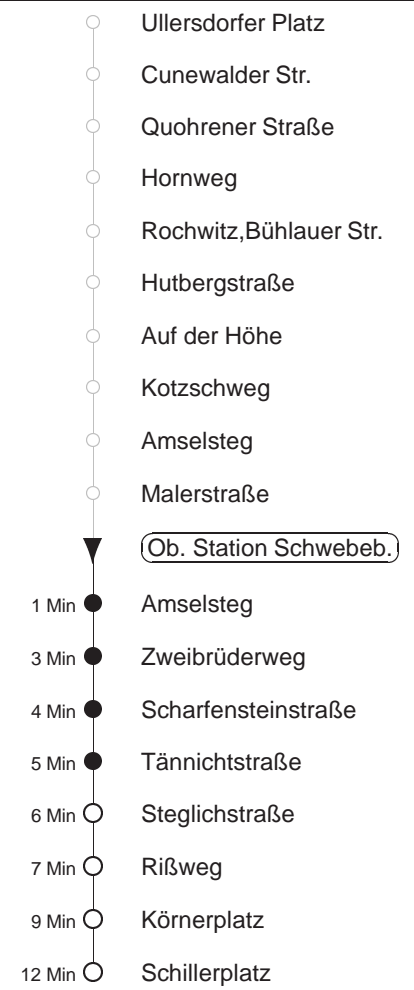 Ullersdorfer Platz
Cunewalder Str.
Quohrener Straße
Hornweg
Rochwitz,Bühlauer Str.
Hutbergstraße
Auf der Höhe
Kotzschweg
Amselsteg
Malerstraße
Ob. Station Schwebeb.
1 Min Amselsteg
3 Min Zweibrüderweg
4 Min Scharfensteinstraße
5 Min Tännichtstraße
6 Min Steglichstraße
7 Min Rißweg
9 Min Körnerplatz
12 Min Schillerplatz